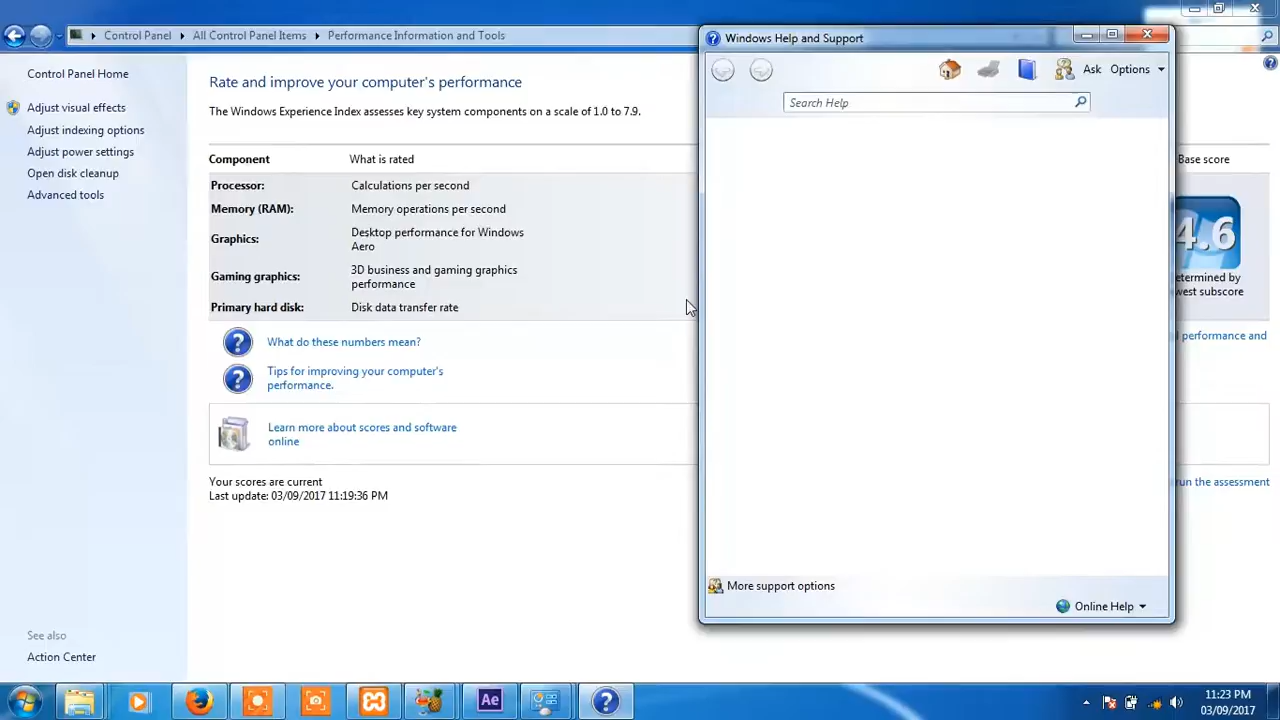 Control Panel
All Control Panel Items
Performance Information and Tools
Windows Help and Support
Ask
Options
Search Help
Control Panel Home
Adjust visual effects
Adjust indexing options
Adjust power settings
Open disk cleanup
Advanced tools
Rate and improve your computer's performance
The Windows Experience Index assesses key system components on a scale of 1.0 to 7.9.
Component
What is rated
Base score
Processor:
Calculations per second
Memory (RAM):
Memory operations per second
Graphics:
Desktop performance for Windows
Aero
Gaming graphics:
3D business and gaming graphics
performance
Primary hard disk:
Disk data transfer rate
4.6
etermined by
west subscore
What do these numbers mean?
Tips for improving your computer's
performance.
performance and
Learn more about scores and software
online
Your scores are current
Last update: 03/09/2017 11:19:36 PM
run the assessment
More support options
Online Help
See also
Action Center
Ae
11:23 PM
03/09/2017